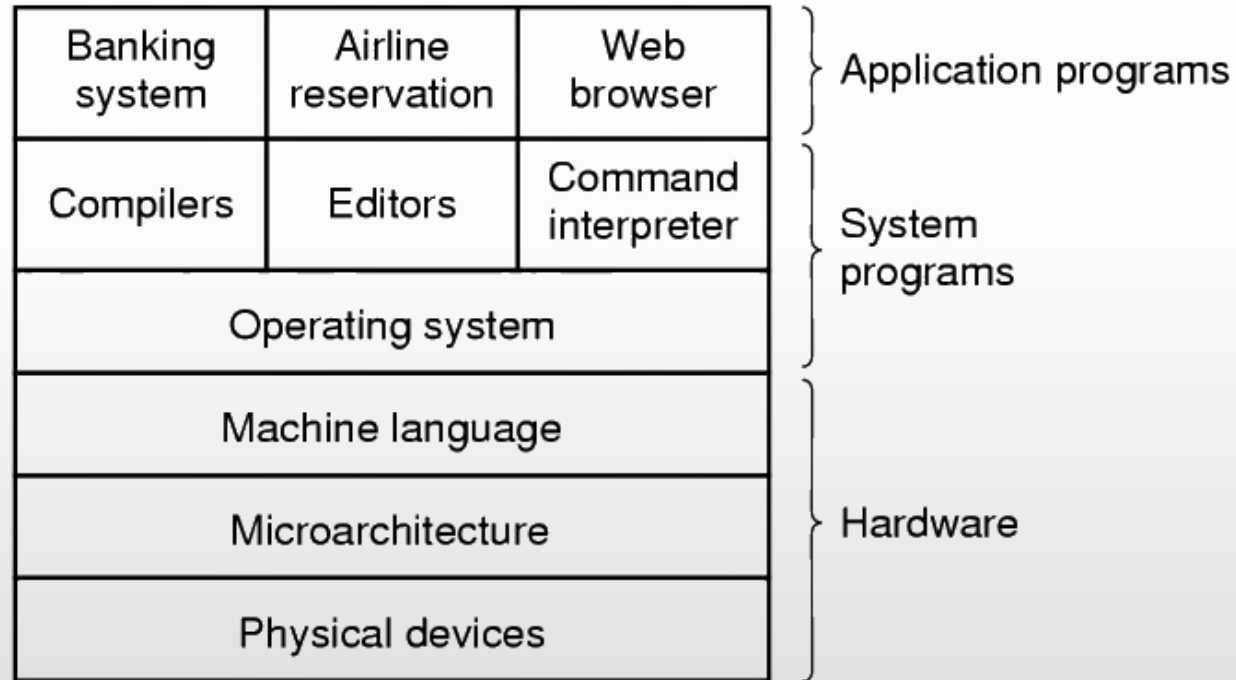 Banking
system
Airline
reservation
Web
browser
Application programs
Compilers
Editors
Command
interpreter
System
programs
Operating system
Machine language
Microarchitecture
Hardware
Physical devices